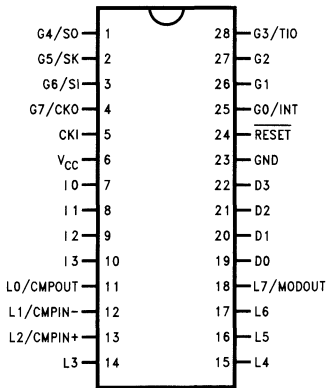 G4/SO 1 28 G3/TIO
G5/SK 2 27 G2
G6/SI 3 26 G1
G7/CKO 4 25 G0/INT
CKI 5 24 RESET
VCC 6 23 GND
I0 7 22 D3
I1 8 21 D2
I2 9 20 D1
I3 10 19 D0
L0/CMPOUT 11 18 L7/MODOUT
L1/CMPIN- 12 17 L6
L2/CMPIN+ 13 16 L5
L3 14 15 L4